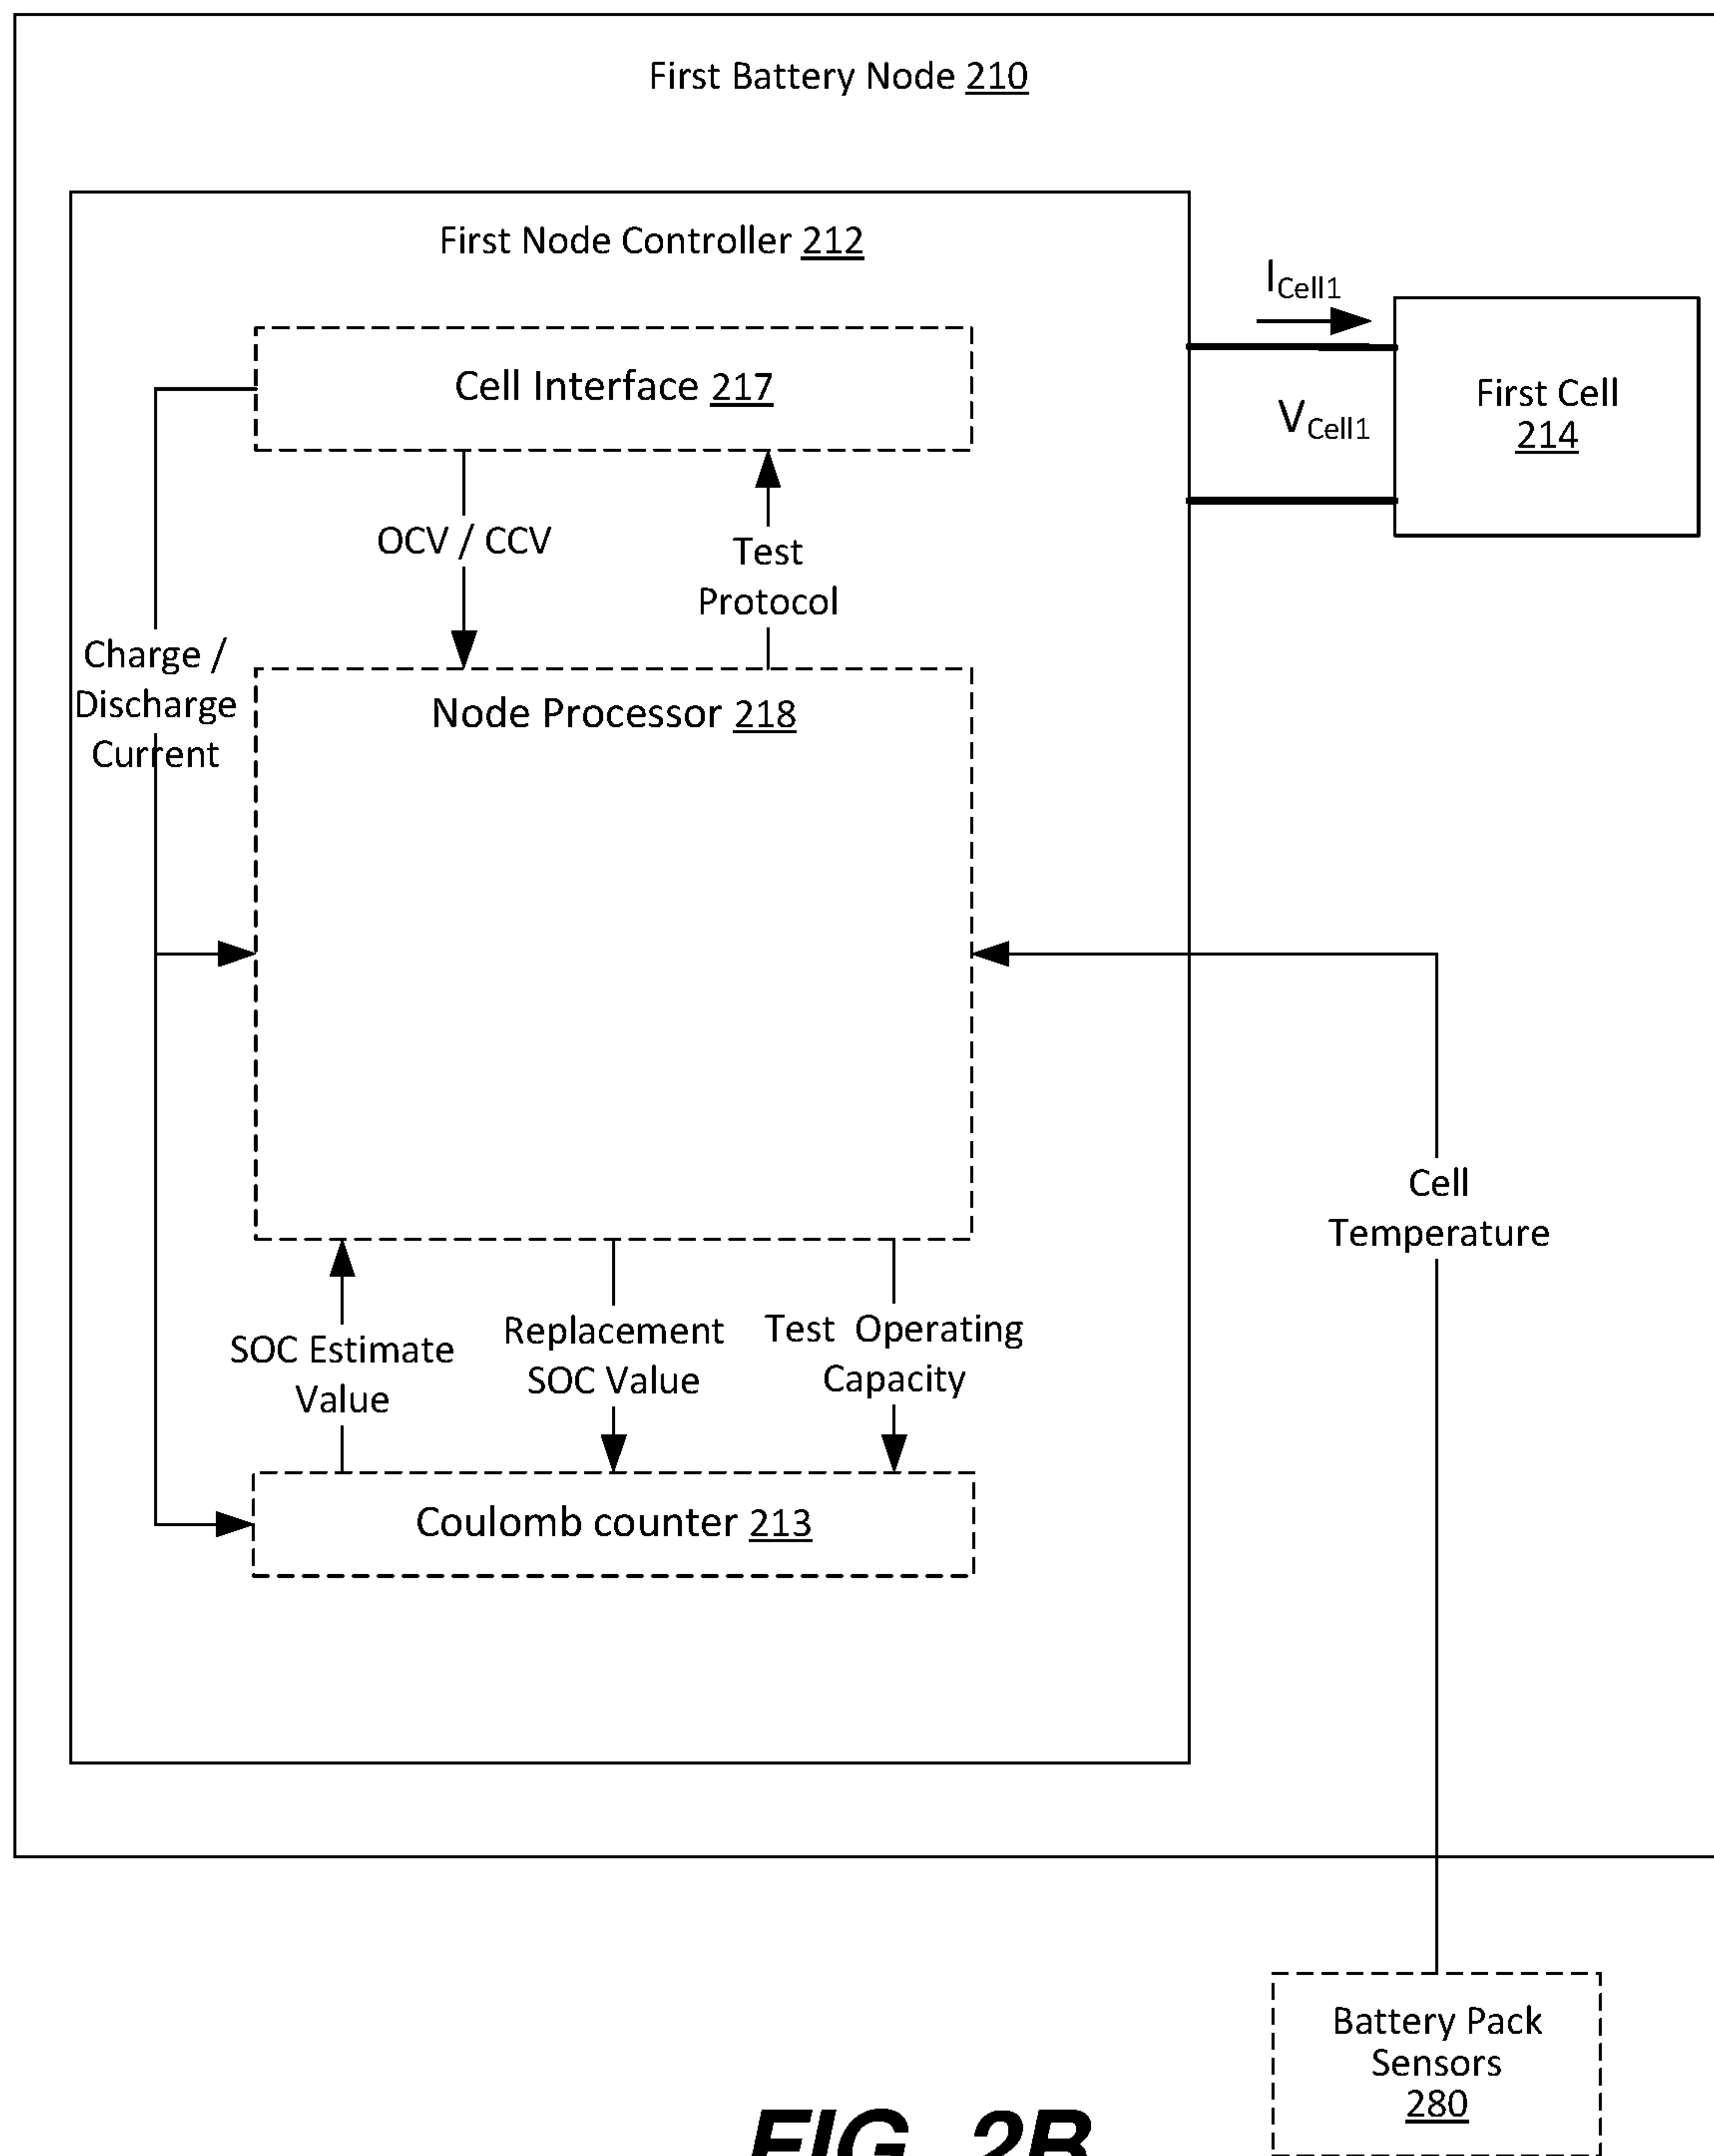 First Battery Node 210
First Node Controller 212
I Cell1
Cell Interface 217
First Cell
214
V Cell1
OCV / CCV
Test
Protocol
Charge /
Discharge
Current
Node Processor 218
Cell
Temperature
SOC Estimate
Value
Replacement
SOC Value
Test Operating
Capacity
Coulomb counter 213
Battery Pack
Sensors
280
FIG. 2B